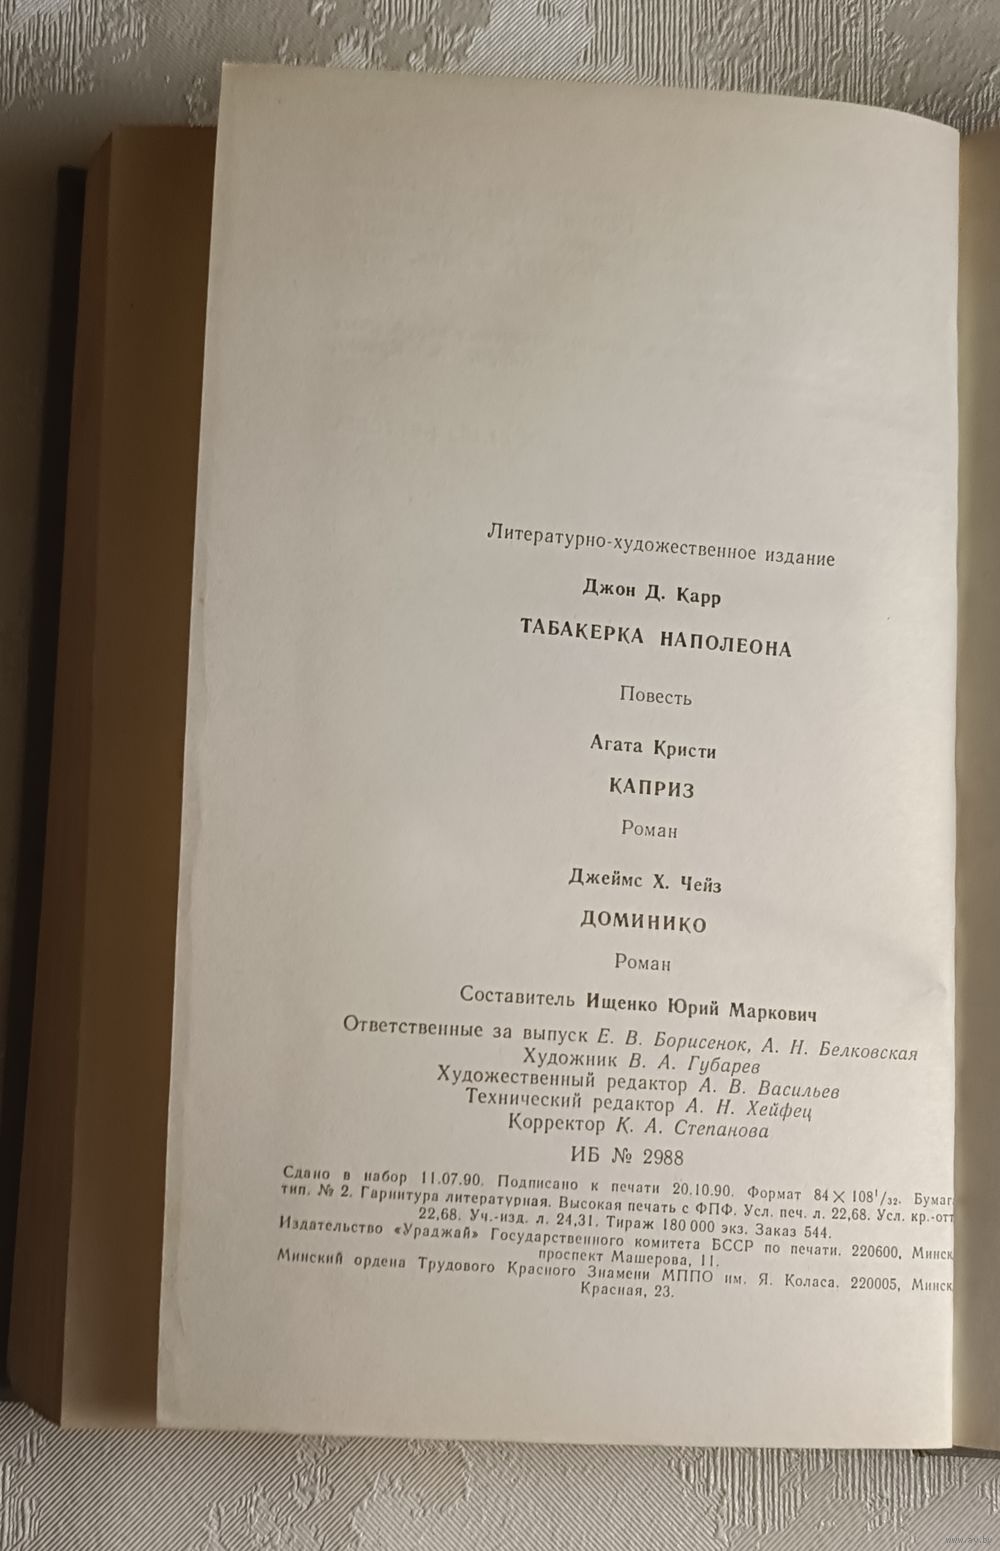 Литературно-художественное издание
Джон Д. Карр
ТАБАКЕРКА НАПОЛЕОНА
Повесть
Агата Кристи
КАПРИЗ
Роман
Джеймс Х. Чейз
ДОМИНИКО
Роман
Составитель Ищенко Юрий Маркович
Ответственные за выпуск Е. В. Борисенок, А. Н. Белковская
Художник В. А. Губарев
Художественный редактор А. В. Васильев
Технический редактор А. Н. Хейфец
Корректор К. А. Степанова
ИБ № 2988
Сдано в набор 11.07.90. Подписано к печати 20.10.90. Формат 84×108¹/₃₂. Бумаг
тип. № 2. Гарнитура литературная. Высокая печать с ФПФ. Усл. печ. л. 22,68. Усл. кр.-отт
22,68. Уч.-изд. л. 24,31. Тираж 180 000 экз. Заказ 544.
Издательство «Ураджай» Государственного комитета БССР по печати. 220600, Минск
проспект Машерова, 11.
Минский ордена Трудового Красного Знамени МППО им. Я. Коласа. 220005, Минск
Красная, 23.
www.ay.by